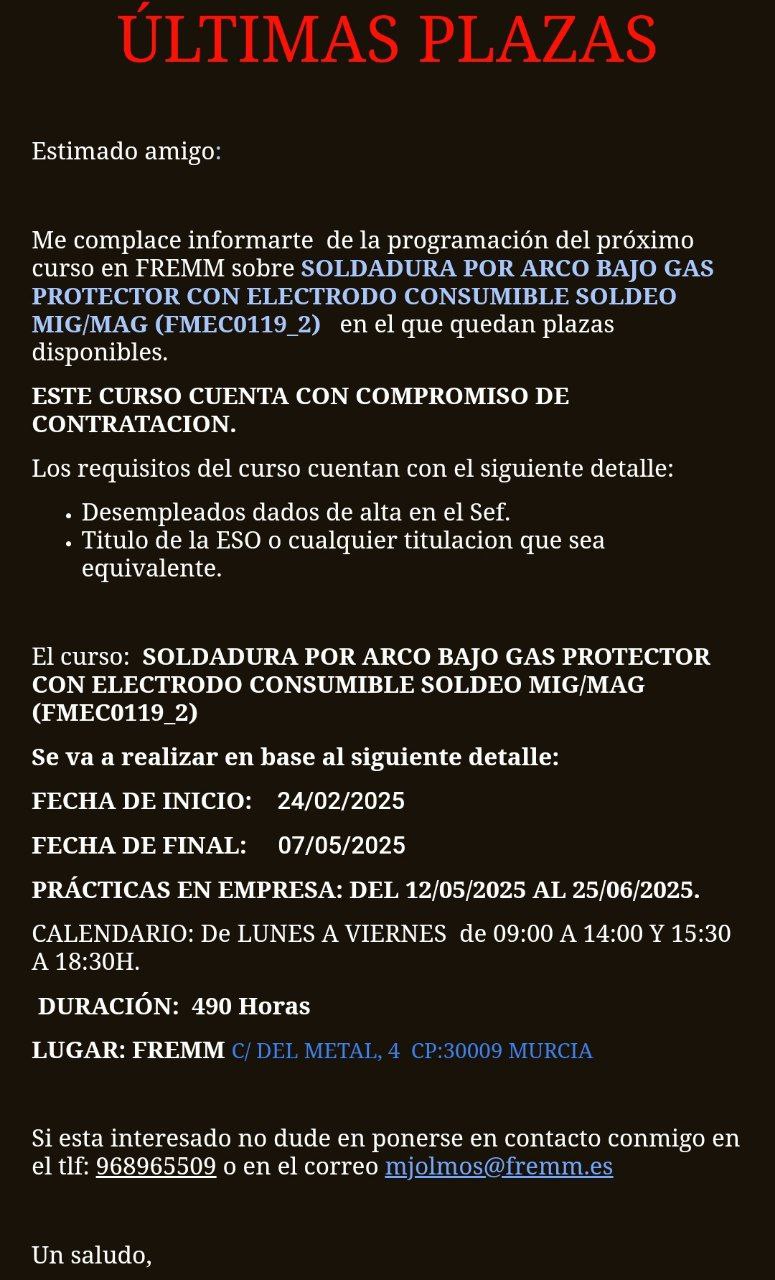 ÚLTIMAS PLAZAS
Estimado amigo:
Me complace informarte  de la programación del próximo
curso en FREMM sobre SOLDADURA POR ARCO BAJO GAS
PROTECTOR CON ELECTRODO CONSUMIBLE SOLDEO
MIG/MAG (FMEC0119_2)   en el que quedan plazas
disponibles.
ESTE CURSO CUENTA CON COMPROMISO DE
CONTRATACION.
Los requisitos del curso cuentan con el siguiente detalle:
• Desempleados dados de alta en el Sef.
• Titulo de la ESO o cualquier titulacion que sea
equivalente.
El curso:  SOLDADURA POR ARCO BAJO GAS PROTECTOR
CON ELECTRODO CONSUMIBLE SOLDEO MIG/MAG
(FMEC0119_2)
Se va a realizar en base al siguiente detalle:
FECHA DE INICIO:    24/02/2025
FECHA DE FINAL:     07/05/2025
PRÁCTICAS EN EMPRESA: DEL 12/05/2025 AL 25/06/2025.
CALENDARIO: De LUNES A VIERNES  de 09:00 A 14:00 Y 15:30
A 18:30H.
DURACIÓN:  490 Horas
LUGAR: FREMM C/ DEL METAL, 4  CP:30009 MURCIA
Si esta interesado no dude en ponerse en contacto conmigo en
el tlf: 968965509 o en el correo mjolmos@fremm.es
Un saludo,